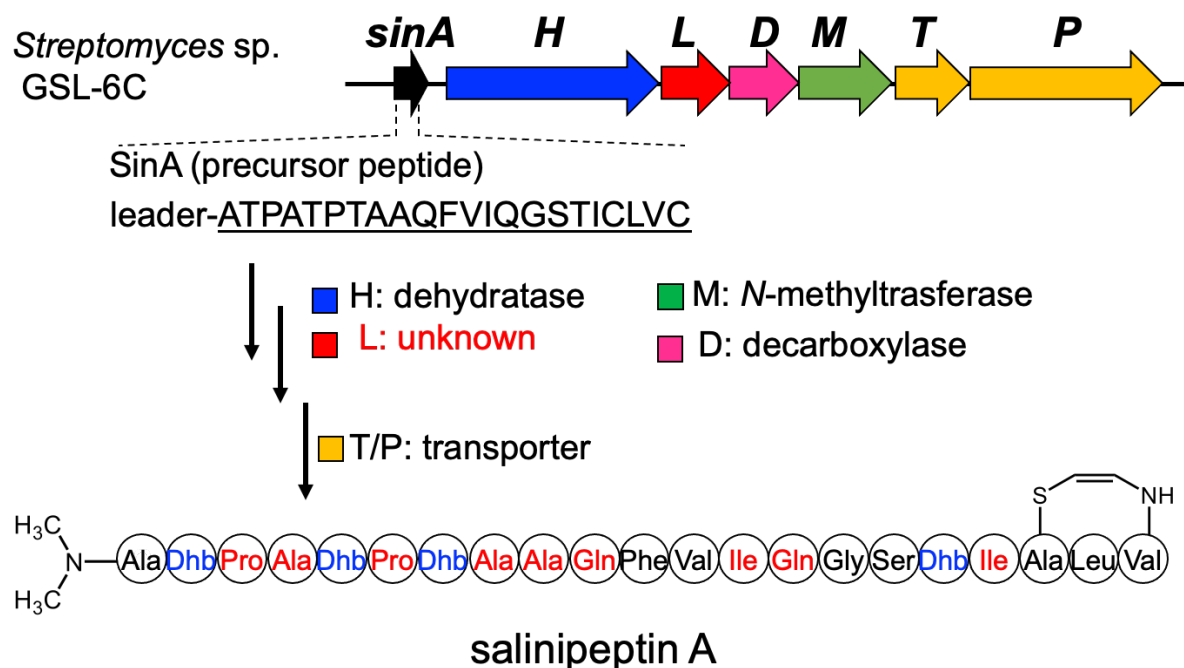 Streptomyces sp.
GSL-6C
sinA H L D M T P
SinA (precursor peptide)
leader-ATPATPTAAQFVIQGSTICLVC
H: dehydratase M: N-methyltrasferase
L: unknown D: decarboxylase
T/P: transporter
S NH
H₃C
N Ala Dhb Pro Ala Dhb Pro Dhb Ala Ala Gln Phe Val Ile Gln Gly Ser Dhb Ile Ala Leu Val
H₃C
salinipeptin A